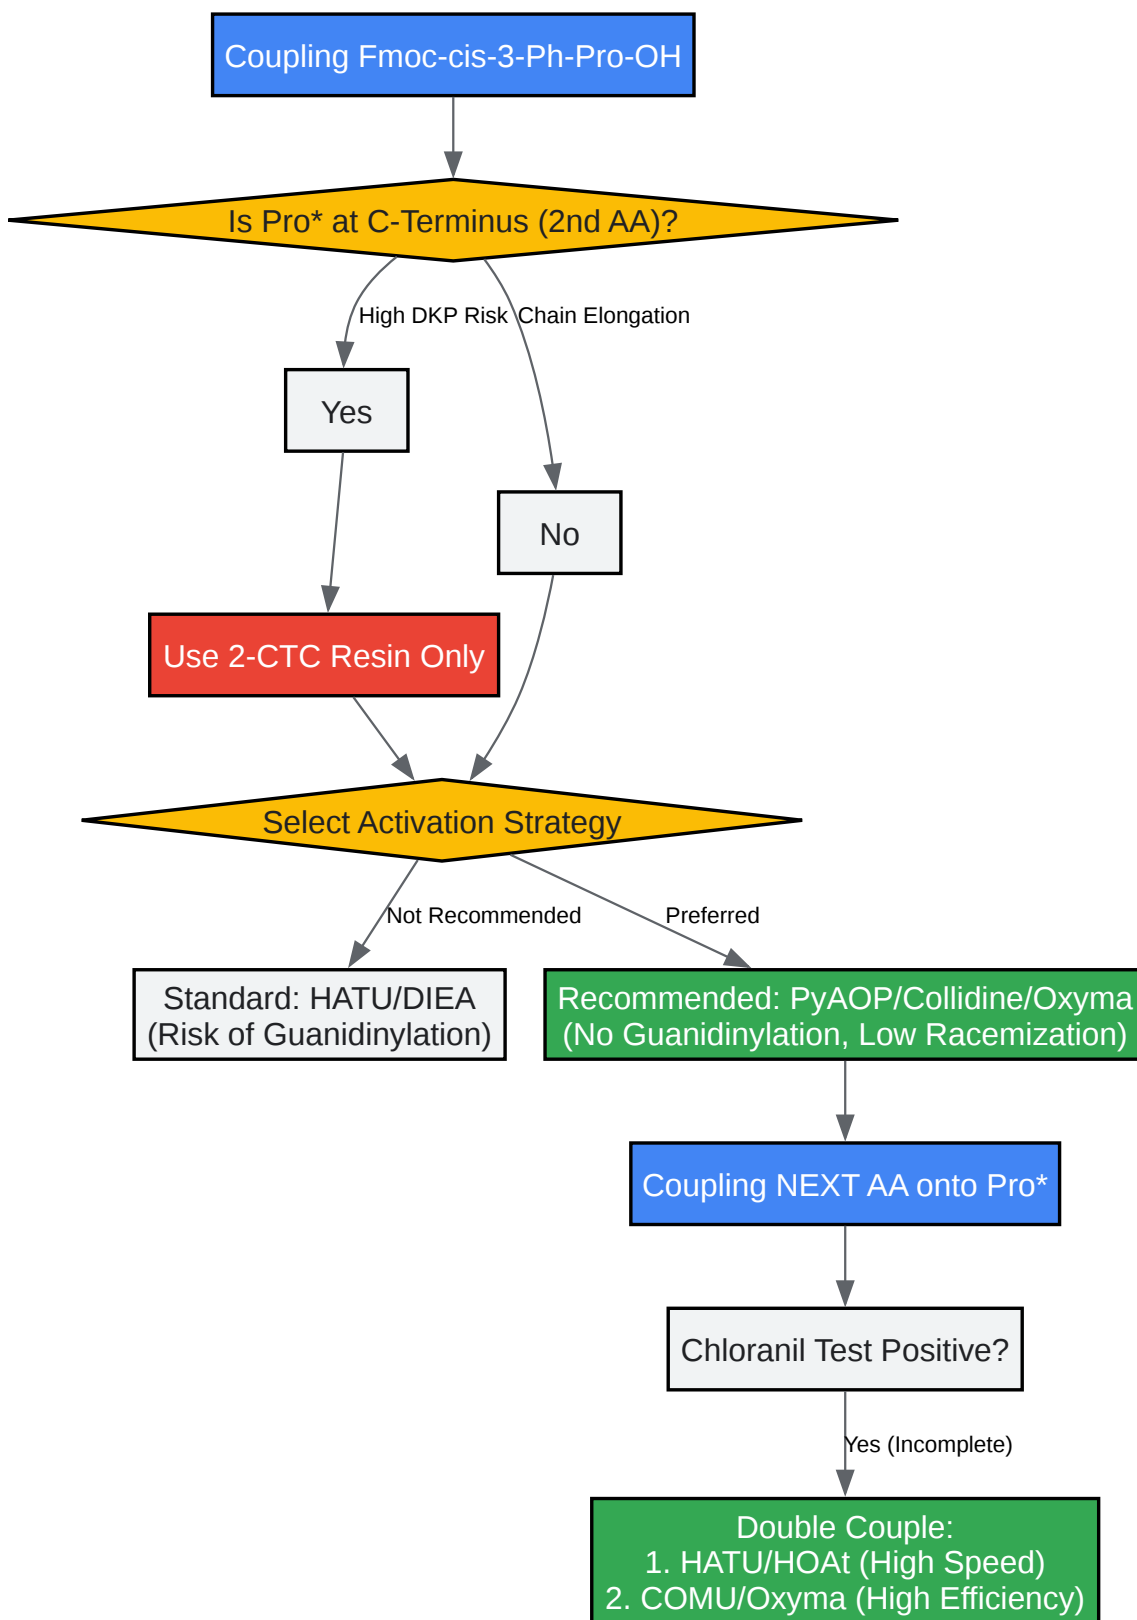 Coupling Fmoc-cis-3-Ph-Pro-OH
Is Pro* at C-Terminus (2nd AA)?
High DKP Risk
Chain Elongation
Yes
No
Use 2-CTC Resin Only
Select Activation Strategy
Not Recommended
Preferred
Standard: HATU/DIEA
(Risk of Guanidinylation)
Recommended: PyAOP/Collidine/Oxyma
(No Guanidinylation, Low Racemization)
Coupling NEXT AA onto Pro*
Chloranil Test Positive?
Yes (Incomplete)
Double Couple:
1. HATU/HOAt (High Speed)
2. COMU/Oxyma (High Efficiency)